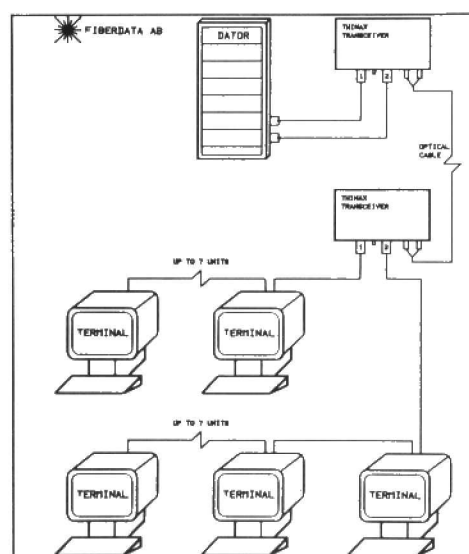 FIBERDATA AB
DATOR
TWINAX
TRANSCEIVER
1 2
OPTICAL
CABLE
TWINAX
TRANSCEIVER
1 2
UP TO 7 UNITS
TERMINAL
TERMINAL
UP TO 7 UNITS
TERMINAL
TERMINAL
TERMINAL